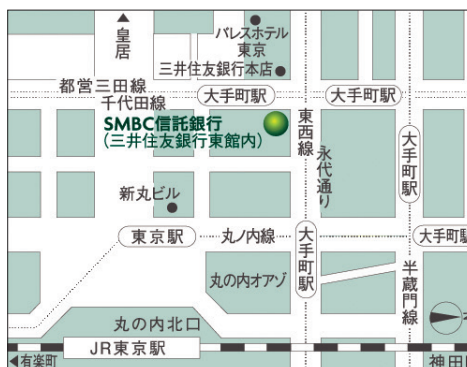 皇居
バレスホテル
東京
三井住友銀行本店
都営三田線
千代田線
大手町駅
大手町駅
SMBC信託銀行
(三井住友銀行東館内)
東西線
永代通り
大手町駅
新丸ビル
東京駅
丸ノ内線
大手町駅
大手町駅
丸の内オアゾ
半蔵門線
丸の内北口
JR東京駅
有楽町
神田